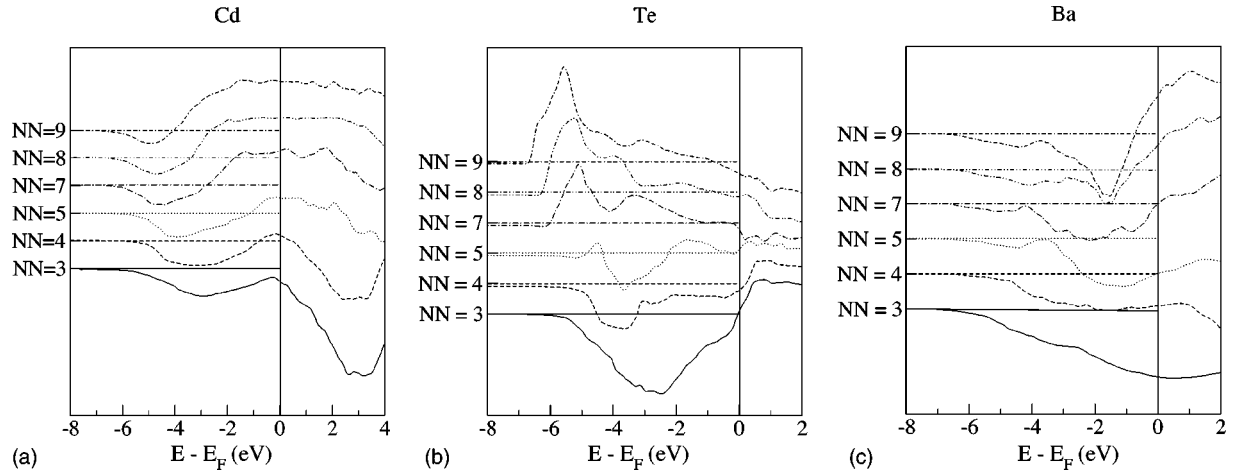 Cd
NN=9
NN=8
NN=7
NN=5
NN=4
NN=3
-8 -6 -4 -2 0 2 4
E - E_F (eV)
(a)
Te
NN = 9
NN = 8
NN = 7
NN = 5
NN = 4
NN = 3
-8 -6 -4 -2 0 2
E - E_F (eV)
(b)
Ba
NN = 9
NN = 8
NN = 7
NN = 5
NN = 4
NN = 3
-8 -6 -4 -2 0 2
E - E_F (eV)
(c)